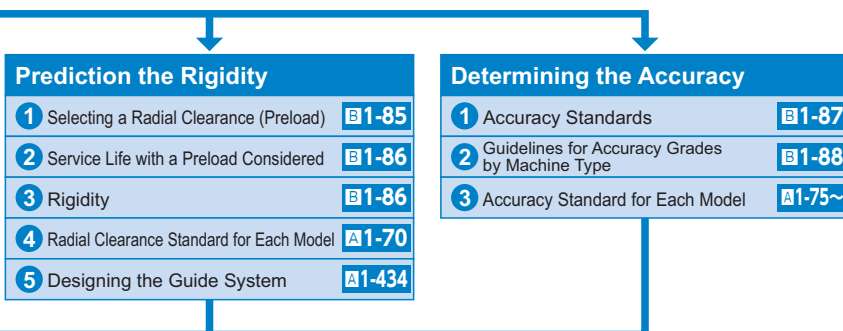 Prediction the Rigidity
1 Selecting a Radial Clearance (Preload) B1-85
2 Service Life with a Preload Considered B1-86
3 Rigidity B1-86
4 Radial Clearance Standard for Each Model A1-70
5 Designing the Guide System A1-434
Determining the Accuracy
1 Accuracy Standards B1-87
2 Guidelines for Accuracy Grades
by Machine Type B1-88
3 Accuracy Standard for Each Model A1-75~